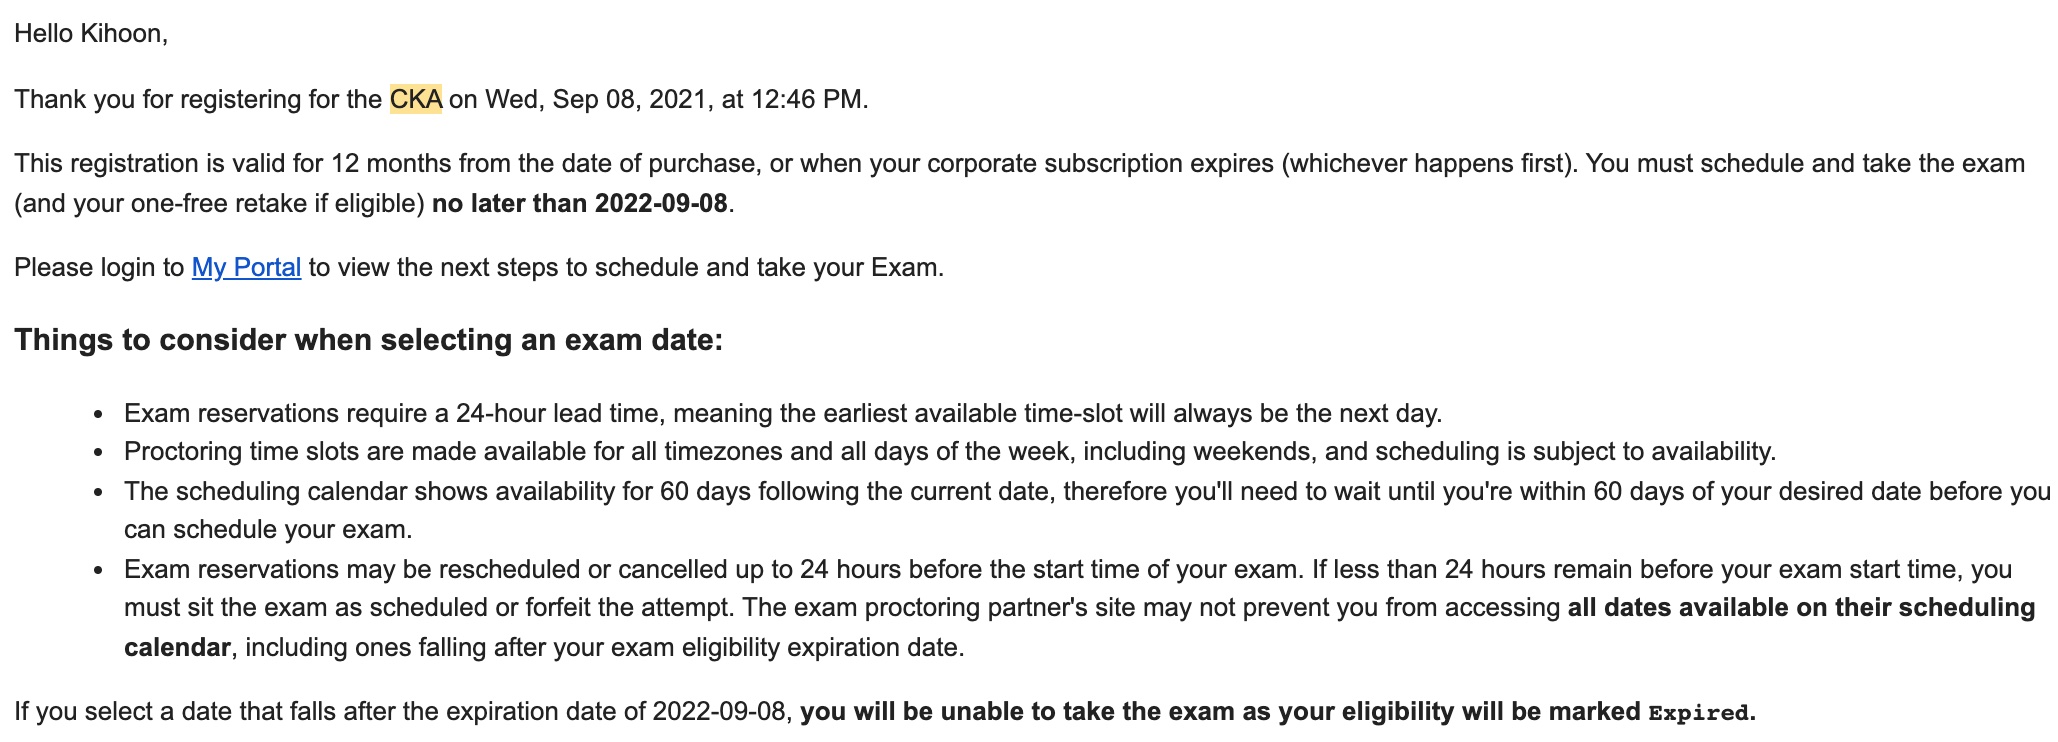 Hello Kihoon,
Thank you for registering for the CKA on Wed, Sep 08, 2021, at 12:46 PM.
This registration is valid for 12 months from the date of purchase, or when your corporate subscription expires (whichever happens first). You must schedule and take the exam
(and your one-free retake if eligible) no later than 2022-09-08.
Please login to My Portal to view the next steps to schedule and take your Exam.
Things to consider when selecting an exam date:
• Exam reservations require a 24-hour lead time, meaning the earliest available time-slot will always be the next day.
• Proctoring time slots are made available for all timezones and all days of the week, including weekends, and scheduling is subject to availability.
• The scheduling calendar shows availability for 60 days following the current date, therefore you'll need to wait until you're within 60 days of your desired date before you
can schedule your exam.
• Exam reservations may be rescheduled or cancelled up to 24 hours before the start time of your exam. If less than 24 hours remain before your exam start time, you
must sit the exam as scheduled or forfeit the attempt. The exam proctoring partner's site may not prevent you from accessing all dates available on their scheduling
calendar, including ones falling after your exam eligibility expiration date.
If you select a date that falls after the expiration date of 2022-09-08, you will be unable to take the exam as your eligibility will be marked Expired.